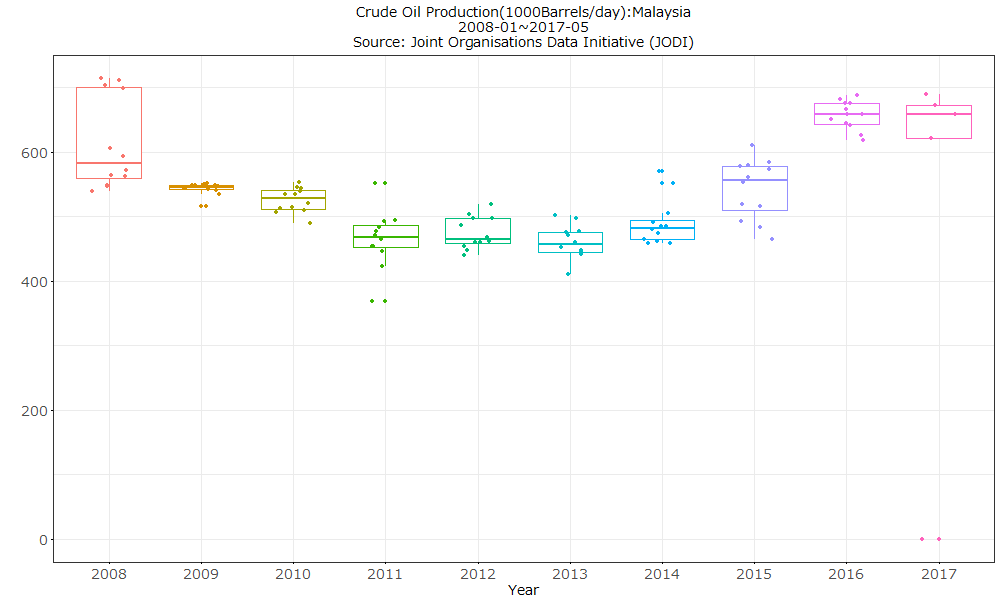 Crude Oil Production(1000Barrels/day):Malaysia
2008-01~2017-05
Source: Joint Organisations Data Initiative (JODI)
600
400
200
0
2008 2009 2010 2011 2012 2013 2014 2015 2016 2017
Year